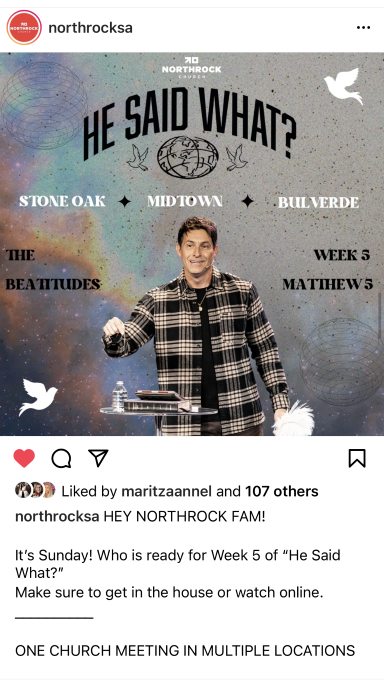 northrocksa
NORTHROCK
CHURCH
HE SAID WHAT?
STONE OAK ✦ MIDTOWN ✦ BULVERDE
THE
BEATITUDES
WEEK 5
MATTHEW 5
Liked by maritzaannel and 107 others
northrocksa HEY NORTHROCK FAM!
It's Sunday! Who is ready for Week 5 of “He Said
What?”
Make sure to get in the house or watch online.
___________
ONE CHURCH MEETING IN MULTIPLE LOCATIONS